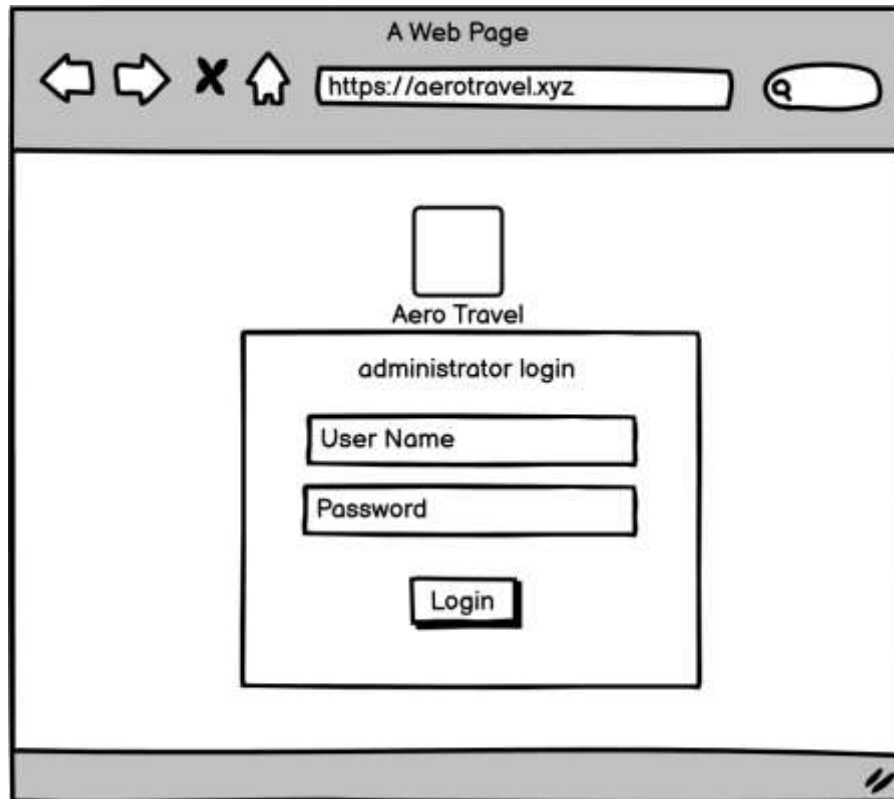 A Web Page
https://aerotravel.xyz
Aero Travel
administrator login
User Name
Password
Login